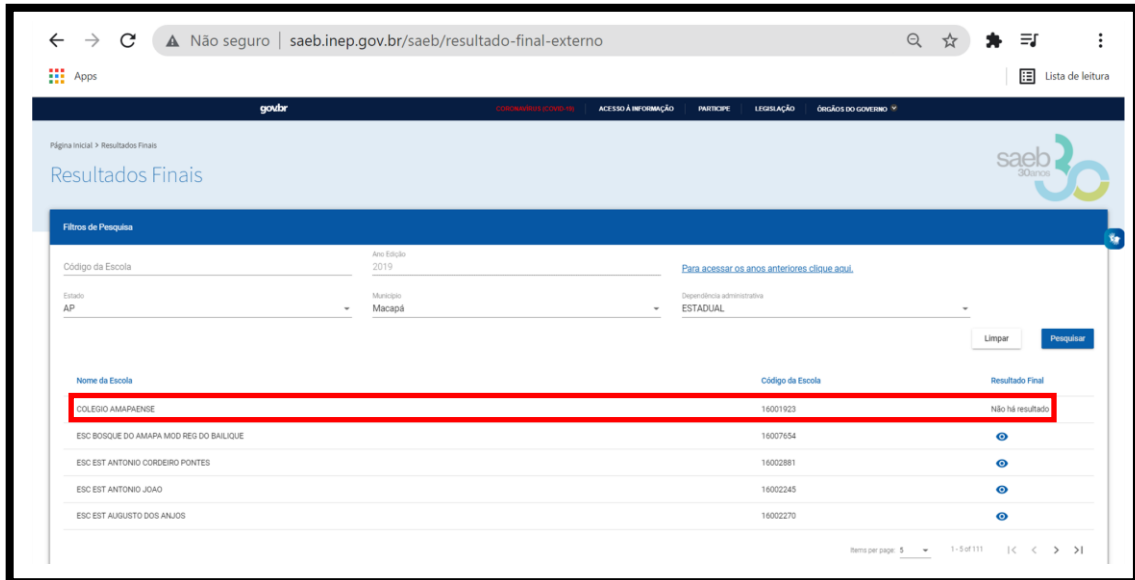 Não seguro | saeb.inep.gov.br/saeb/resultado-final-externo
Apps
Lista de leitura
gov.br CORONAVÍRUS (COVID-19) ACESSO À INFORMAÇÃO PARTICIPE LEGISLAÇÃO ÓRGÃOS DO GOVERNO
Página Inicial > Resultados Finais
Resultados Finais
saeb 30anos
Filtros de Pesquisa
Código da Escola
Ano Edição
2019
Para acessar os anos anteriores clique aqui.
Estado Município Dependência administrativa
AP Macapá ESTADUAL
Limpar Pesquisar
Nome da Escola Código da Escola Resultado Final
COLEGIO AMAPAENSE 16001923 Não há resultado
ESC BOSQUE DO AMAPA MOD REG DO BAILIQUE 16007654
ESC EST ANTONIO CORDEIRO PONTES 16002881
ESC EST ANTONIO JOAO 16002245
ESC EST AUGUSTO DOS ANJOS 16002270
Items per page: 5 1 - 5 of 111